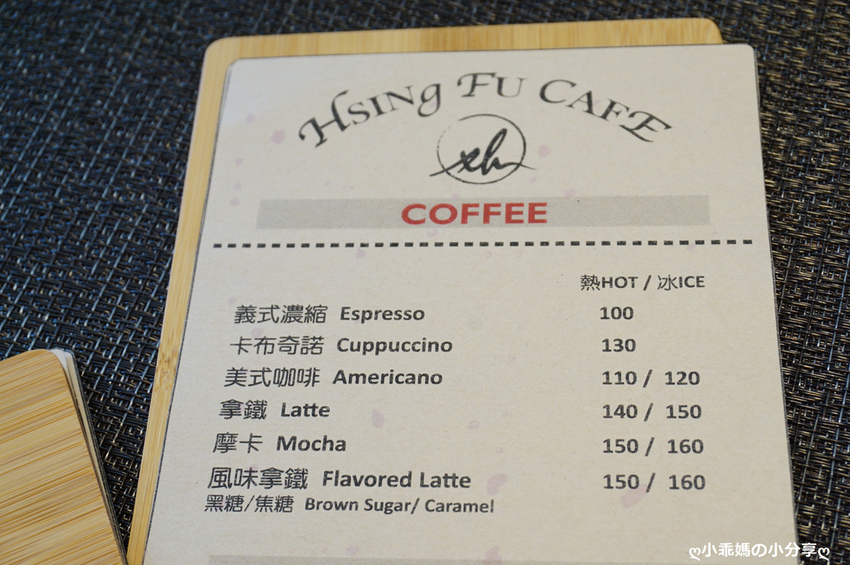 HSING FU CAFE
COFFEE
熱HOT / 冰ICE
義式濃縮 Espresso 100
卡布奇諾 Cuppuccino 130
美式咖啡 Americano 110 / 120
拿鐵 Latte 140 / 150
摩卡 Mocha 150 / 160
風味拿鐵 Flavored Latte 150 / 160
黑糖/焦糖 Brown Sugar/ Caramel
ღ小乖媽の小分享ღ